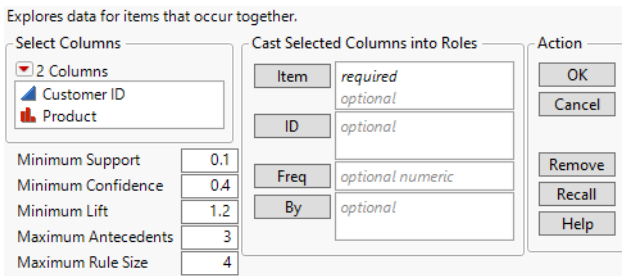 Explores data for items that occur together.
Select Columns
2 Columns
Customer ID
Product
Minimum Support 0.1
Minimum Confidence 0.4
Minimum Lift 1.2
Maximum Antecedents 3
Maximum Rule Size 4
Cast Selected Columns into Roles
Item required
optional
ID optional
Freq optional numeric
By optional
Action
OK
Cancel
Remove
Recall
Help